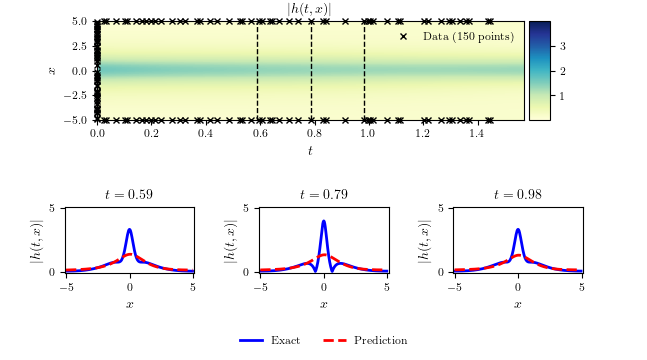 |h(t, x)|
5.0
2.5
0.0
−2.5
−5.0
x
Data (150 points)
3
2
1
0.0 0.2 0.4 0.6 0.8 1.0 1.2 1.4
t
t = 0.59 t = 0.79 t = 0.98
5 5 5
|h(t, x)| |h(t, x)| |h(t, x)|
0 0 0
−5 0 5 −5 0 5 −5 0 5
x x x
Exact Prediction